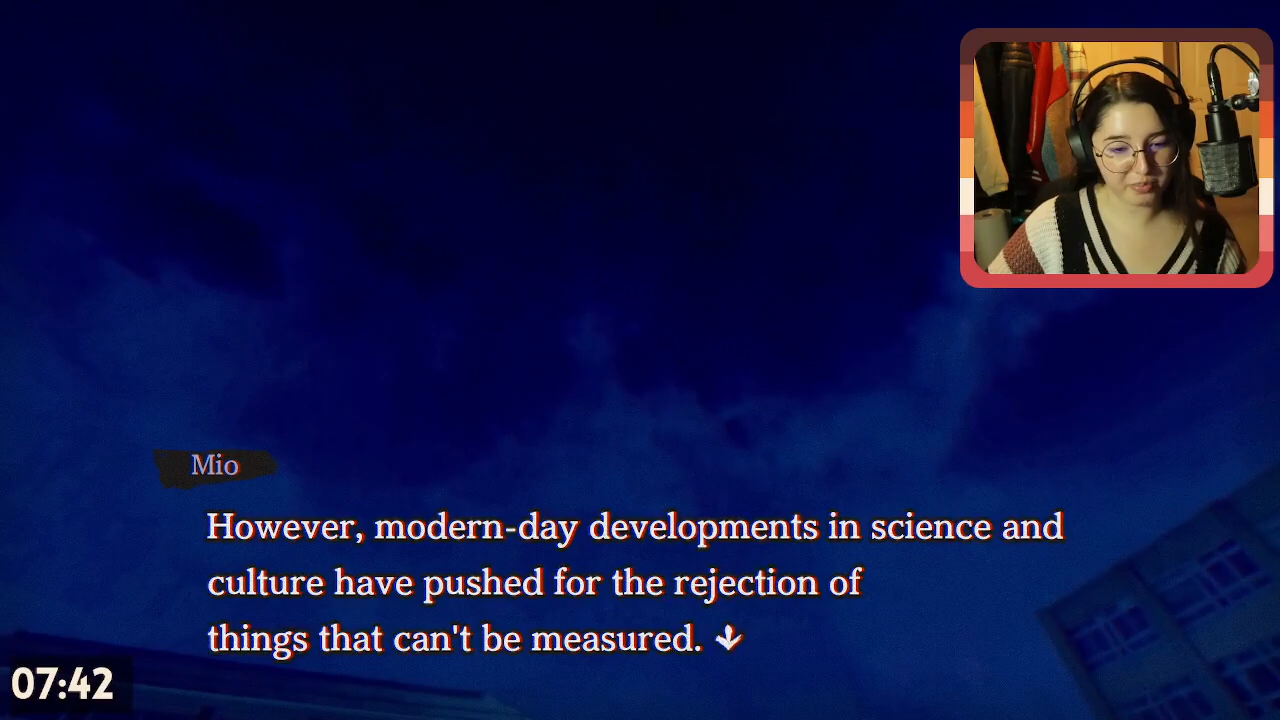 Mio
However, modern-day developments in science and
culture have pushed for the rejection of
things that can't be measured.
07:42